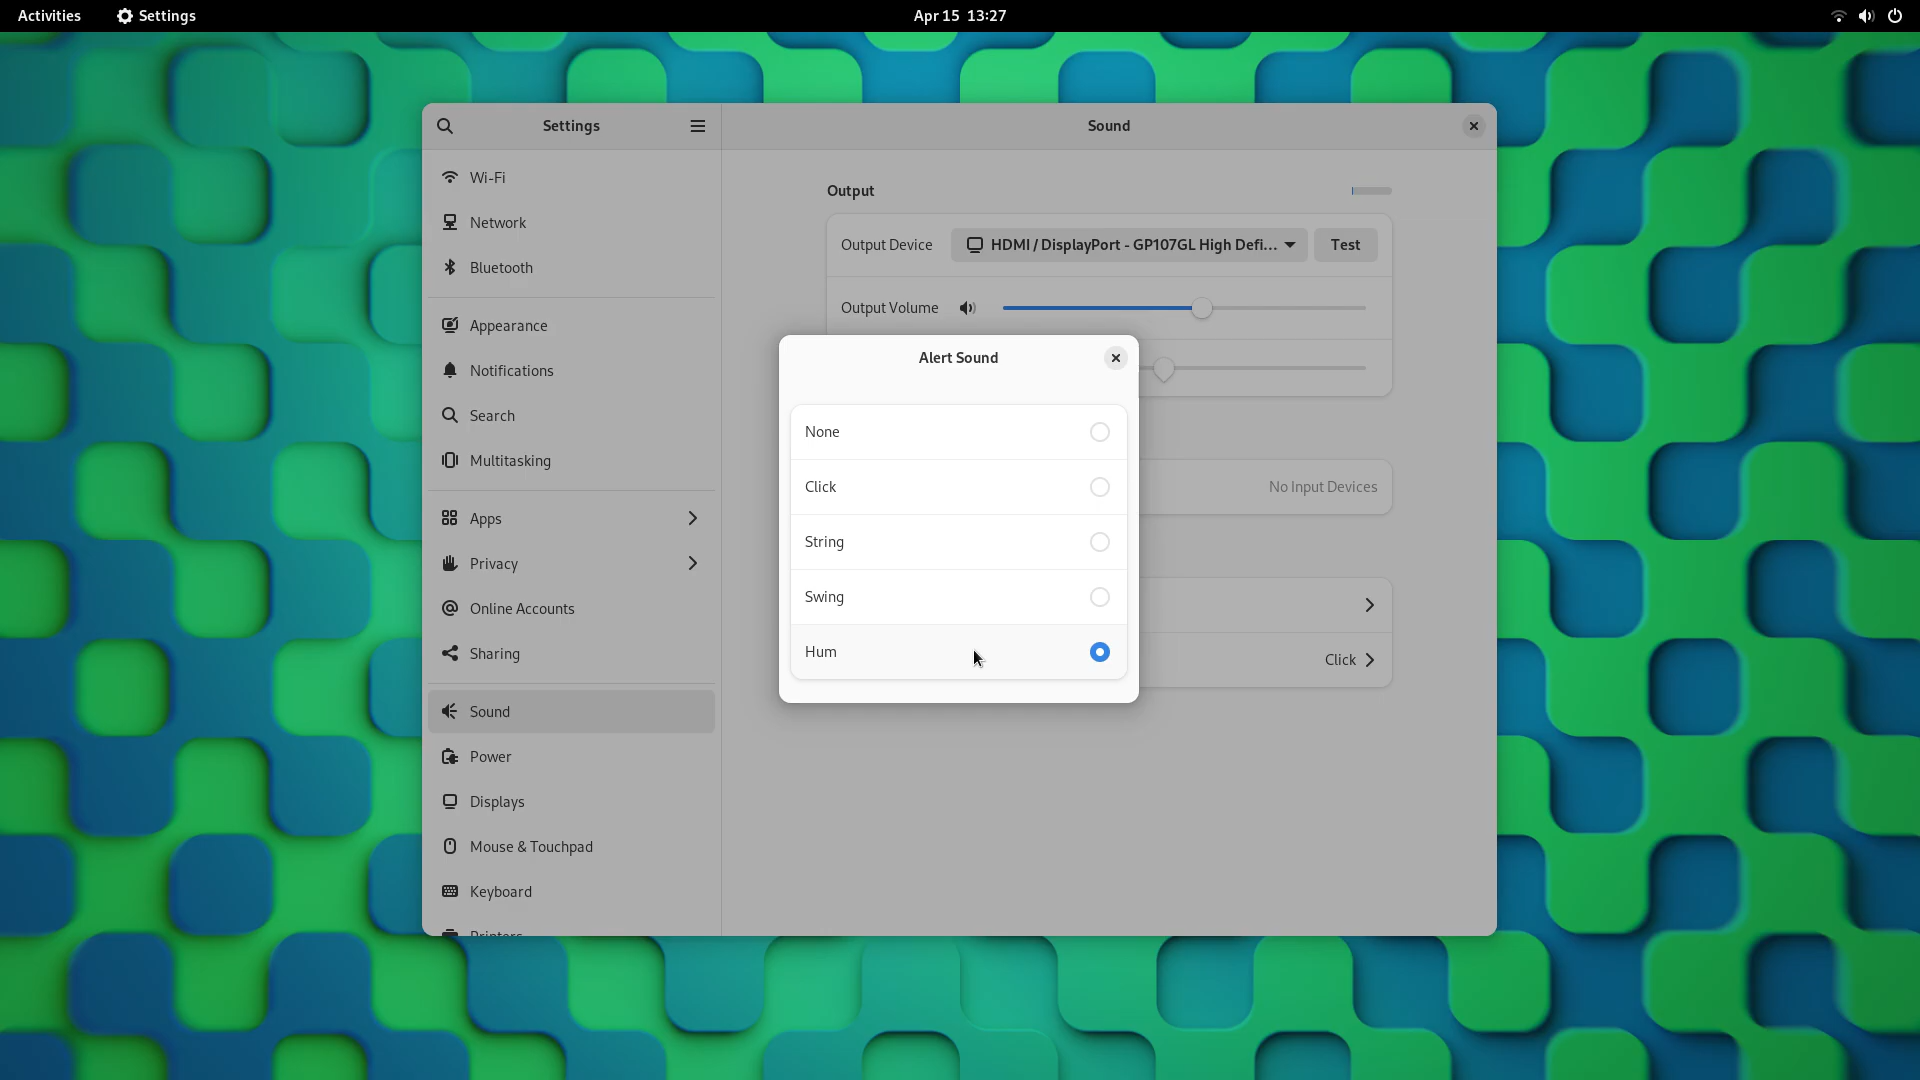 Activities
Settings
Apr 15 13:27
Settings
Sound
Wi-Fi
Network
Bluetooth
Appearance
Notifications
Search
Multitasking
Apps
Privacy
Online Accounts
Sharing
Sound
Power
Displays
Mouse & Touchpad
Keyboard
Printers
Output
Output Device
HDMI / DisplayPort - GP107GL High Defi...
Test
Output Volume
No Input Devices
Click
Alert Sound
None
Click
String
Swing
Hum